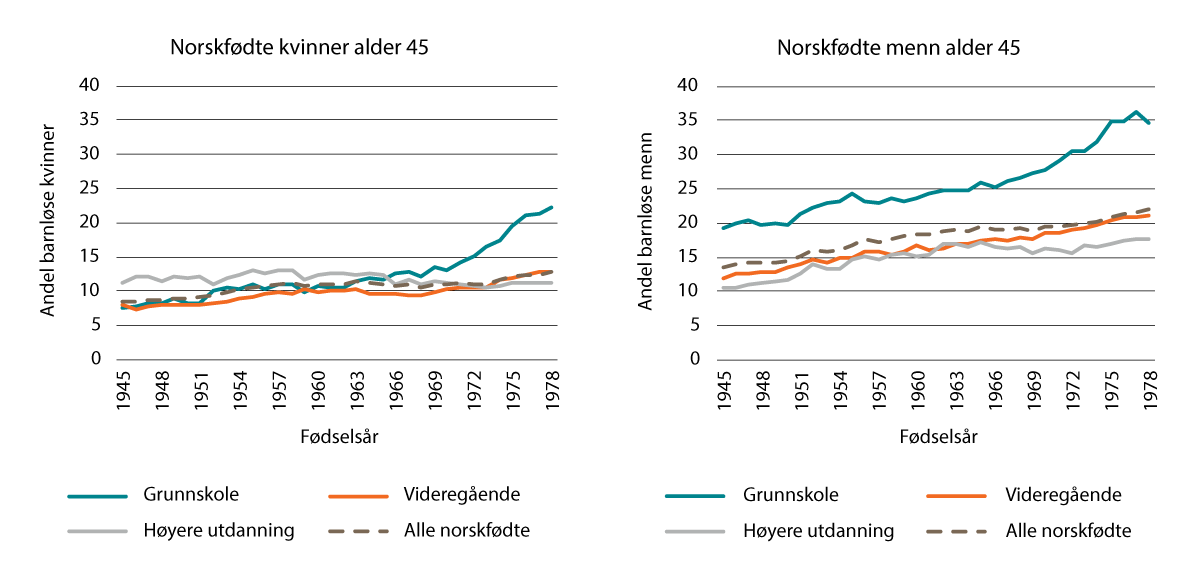 Norskfødte kvinner alder 45
Andel barnløse kvinner
40
35
30
25
20
15
10
5
0
1945 1948 1951 1954 1957 1960 1963 1966 1969 1972 1975 1978
Fødselsår
Grunnskole Videregående
Høyere utdanning Alle norskfødte
Norskfødte menn alder 45
Andel barnløse menn
40
35
30
25
20
15
10
5
0
1945 1948 1951 1954 1957 1960 1963 1966 1969 1972 1975 1978
Fødselsår
Grunnskole Videregående
Høyere utdanning Alle norskfødte